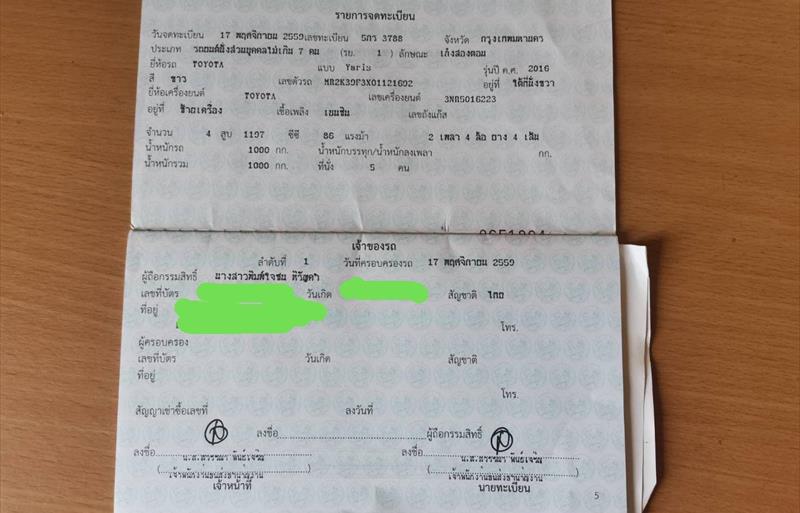 รายการจดทะเบียน
วันจดทะเบียน 17 พฤศจิกายน 2559 เลขทะเบียน 5กร 3788 จังหวัด กรุงเทพมหานคร
ประเภท รถยนต์นั่งส่วนบุคคลไม่เกิน 7 คน (รย. 1 ) ลักษณะ เก๋งสองตอน
ยี่ห้อรถ TOYOTA แบบ Yaris รุ่นปี ค.ศ. 2016
สี ขาว เลขตัวรถ MR2K39F3X01121692 อยู่ที่ ใต้ที่นั่งขวา
ยี่ห้อเครื่องยนต์ TOYOTA เลขเครื่องยนต์ 3NR5016223
อยู่ที่ ซ้ายเครื่อง เชื้อเพลิง เบนซิน เลขถังแก๊ส
จำนวน 4 สูบ 1197 ซีซี 86 แรงม้า 2 เพลา 4 ล้อ ยาง 4 เส้น
น้ำหนักรถ 1000 กก. น้ำหนักบรรทุก/น้ำหนักลงเพลา กก.
น้ำหนักรวม 1000 กก. ที่นั่ง 5 คน
เจ้าของรถ
ลำดับที่ 1 วันที่ครอบครองรถ 17 พฤศจิกายน 2559
ผู้ถือกรรมสิทธิ์ นางสาวพิมพ์ใจชน
เลขที่บัตร วันเกิด สัญชาติ ไทย
ที่อยู่
โทร.
ผู้ครอบครอง
เลขที่บัตร วันเกิด สัญชาติ
ที่อยู่
โทร.
สัญญาเช่าซื้อเลขที่ ลงวันที่
ลงชื่อ ผู้ถือกรรมสิทธิ์
ลงชื่อ ลงชื่อ
เจ้าหน้าที่ นายทะเบียน
5